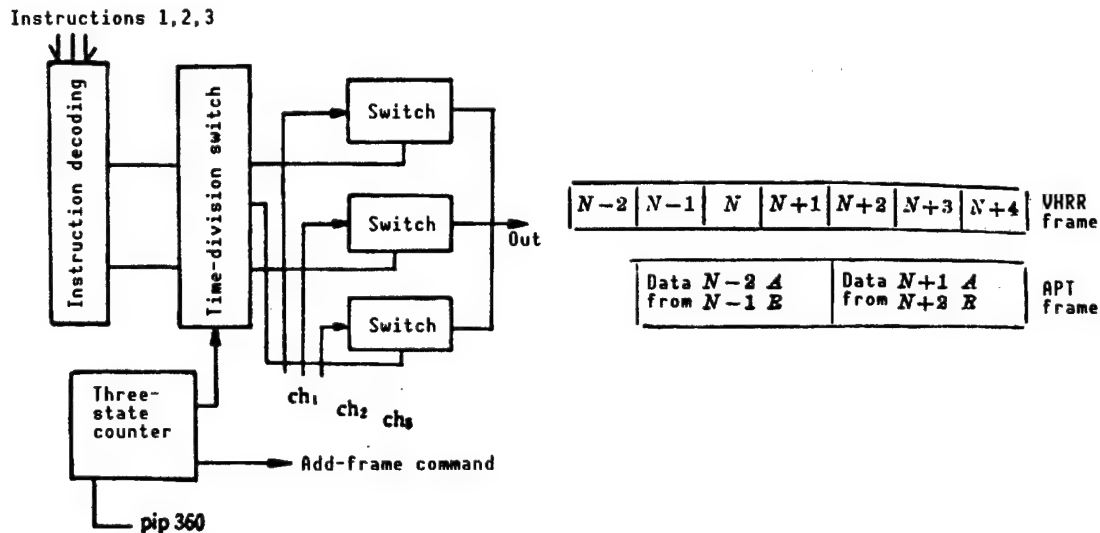 Instructions 1,2,3
Instruction decoding
Time-division switch
Switch
Switch
Switch
Out
ch1
ch2
ch3
Three-
state
counter
Add-frame command
pip 360
N-2 N-1 N N+1 N+2 N+3 N+4
VHRR
frame
Data N-2 A
from N-1 B
Data N+1 A
from N+2 B
APT
frame